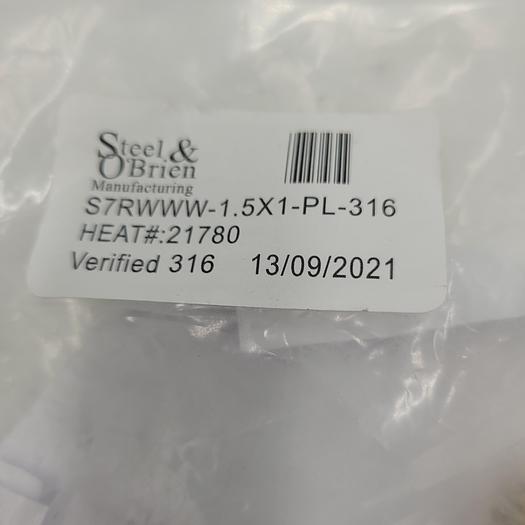 Steel &
O'Brien
Manufacturing
S7RWWW-1.5X1-PL-316
HEAT#:21780
Verified 316 13/09/2021